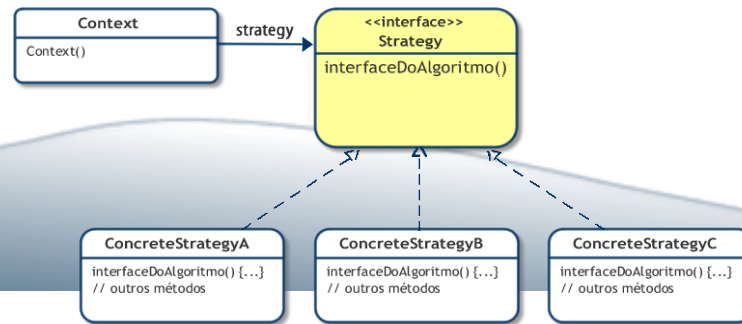 Context
Context()
strategy
<<interface>>
Strategy
interfaceDoAlgoritmo()
ConcreteStrategyA
interfaceDoAlgoritmo() {...}
// outros métodos
ConcreteStrategyB
interfaceDoAlgoritmo() {...}
// outros métodos
ConcreteStrategyC
interfaceDoAlgoritmo() {...}
// outros métodos